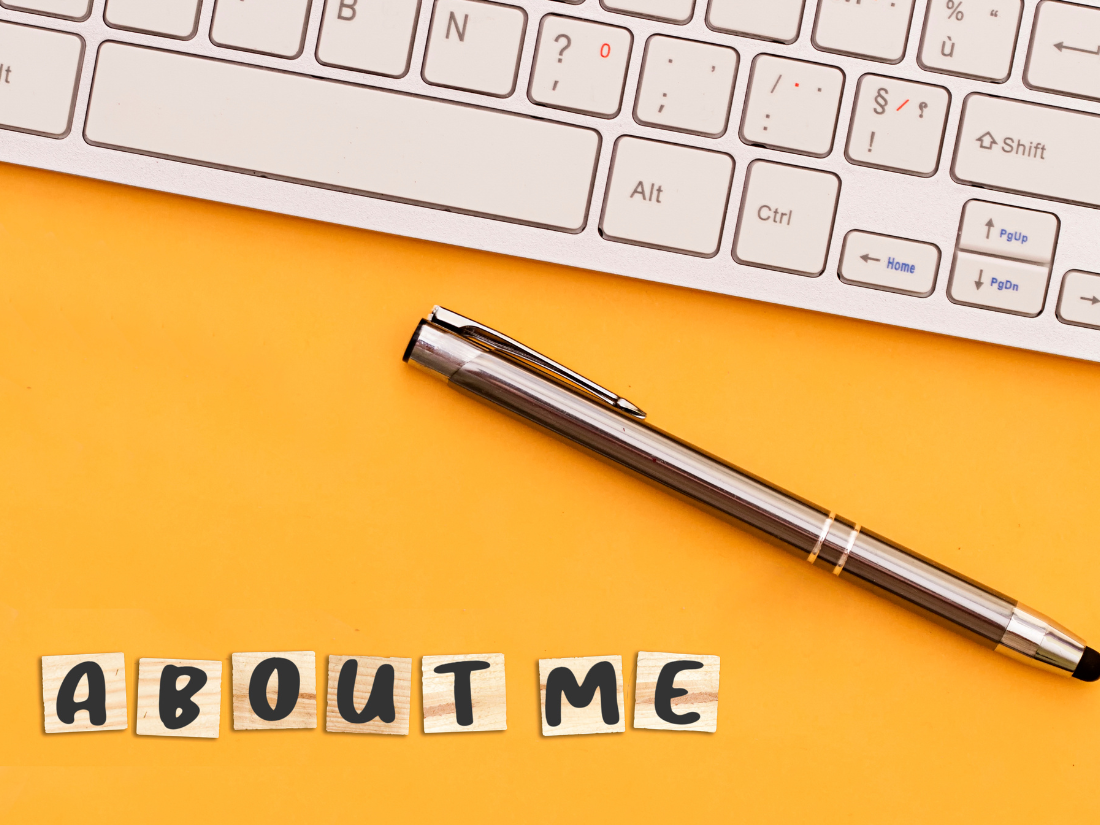 B
% “
ù
N
? 0
,
. ,
;
/ . .
:
§ / ؟
!
⇧ Shift
Alt
Ctrl
← Home
↑ PgUp
↓ PgDn
→
ABOUT ME